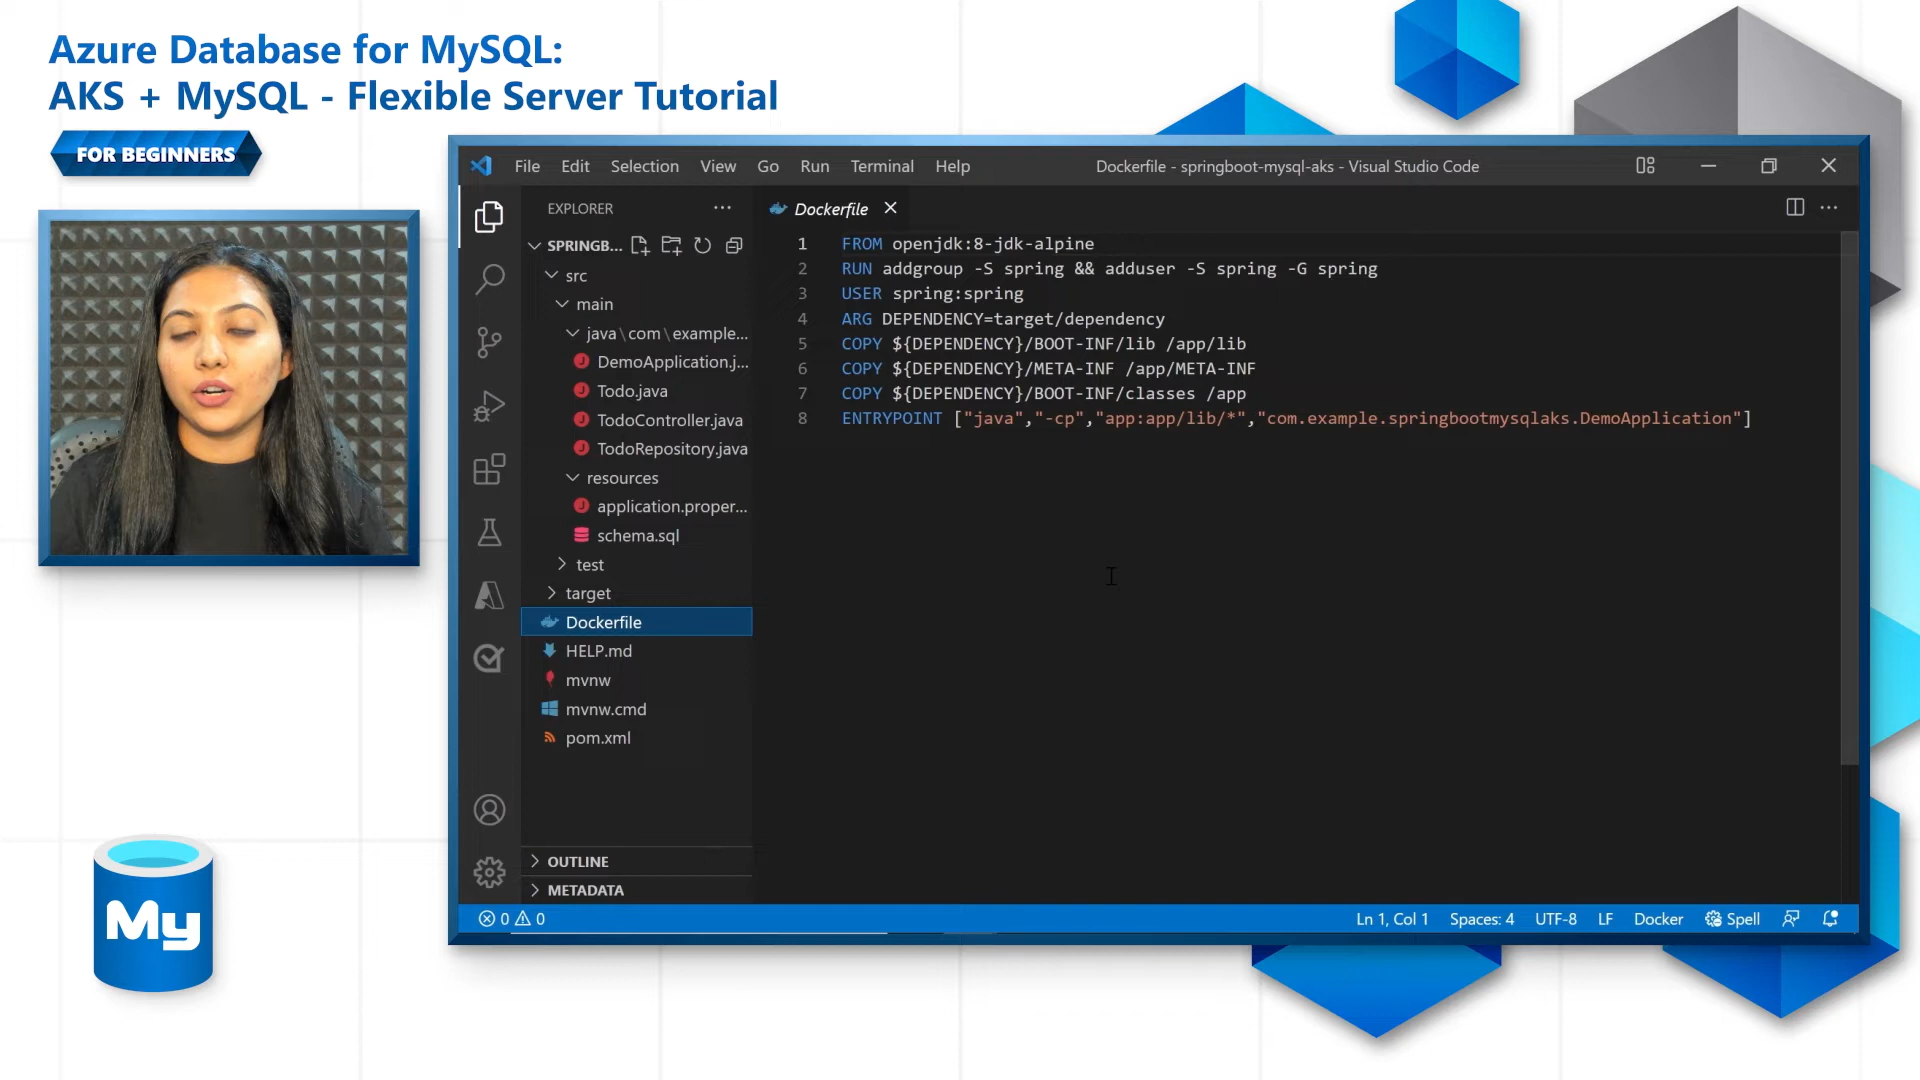 Azure Database for MySQL:
AKS + MySQL - Flexible Server Tutorial
FOR BEGINNERS
File Edit Selection View Go Run Terminal Help
Dockerfile - springboot-mysql-aks - Visual Studio Code
EXPLORER
SPRINGB...
src
main
java\com\example...
DemoApplication.j...
Todo.java
TodoController.java
TodoRepository.java
resources
application.proper...
schema.sql
test
target
Dockerfile
HELP.md
mvnw
mvnw.cmd
pom.xml
OUTLINE
METADATA
Dockerfile
1 FROM openjdk:8-jdk-alpine
2 RUN addgroup -S spring && adduser -S spring -G spring
3 USER spring:spring
4 ARG DEPENDENCY=target/dependency
5 COPY ${DEPENDENCY}/BOOT-INF/lib /app/lib
6 COPY ${DEPENDENCY}/META-INF /app/META-INF
7 COPY ${DEPENDENCY}/BOOT-INF/classes /app
8 ENTRYPOINT ["java","-cp","app:app/lib/*","com.example.springbootmysqlaks.DemoApplication"]
0 0
Ln 1, Col 1 Spaces: 4 UTF-8 LF Docker Spell
My